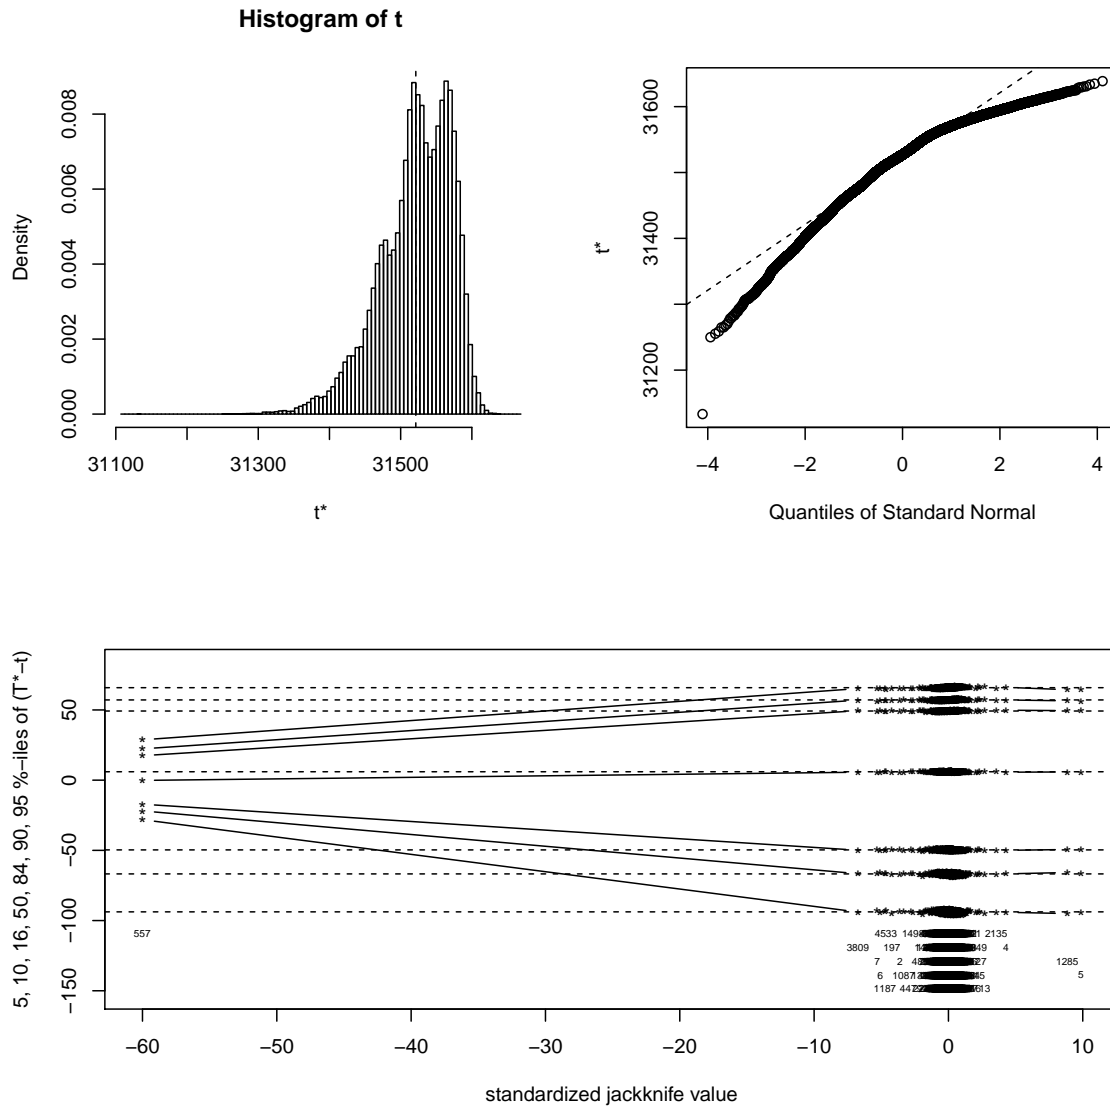 Histogram of t
Density
0.000 0.002 0.004 0.006 0.008
31100 31300 31500
t*
t*
31200 31400 31600
−4 −2 0 2 4
Quantiles of Standard Normal
5, 10, 16, 50, 84, 90, 95 %−iles of (T*−t)
−150 −100 −50 0 50
557 4533 2135
3809 197 4
7 2 1285
6 1087 5
1187
−60 −50 −40 −30 −20 −10 0 10
standardized jackknife value